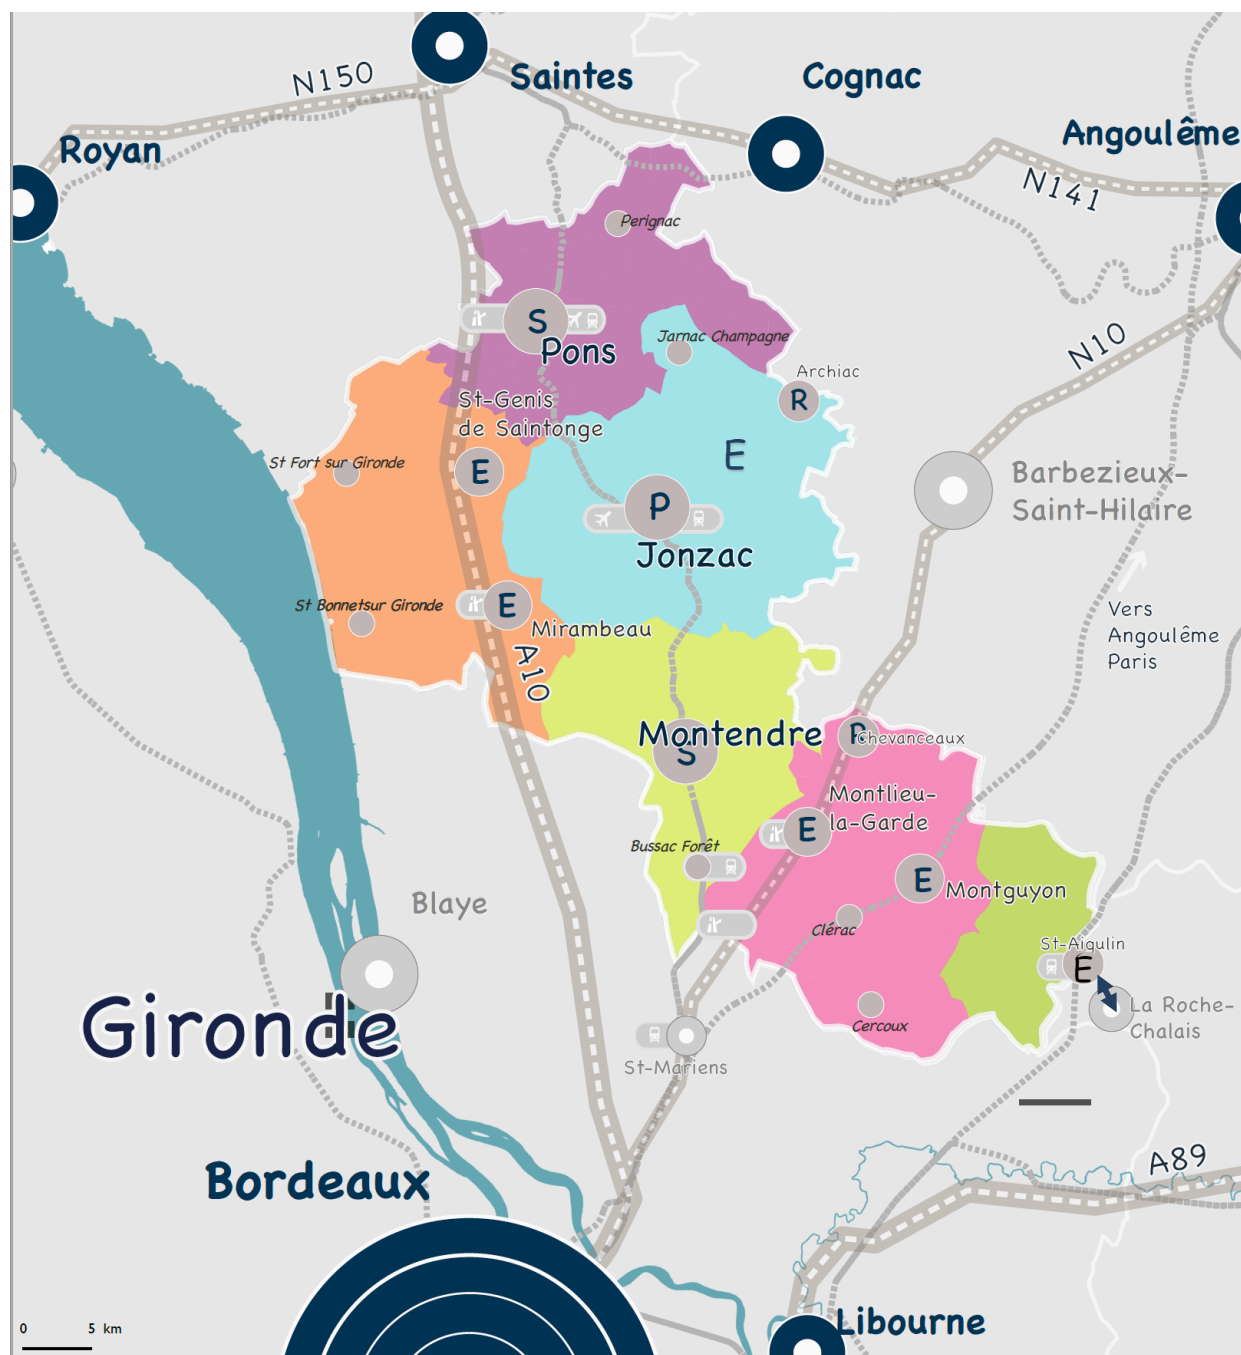 N150
Saintes
Cognac
Royan
Angoulême
N141
Perignac
S
Pons
Jarnac Champagne
N10
Archiac
R
St-Genis
de Saintonge
E
St Fort sur Gironde
E
Barbezieux-
Saint-Hilaire
P
Jonzac
St Bonnetsur Gironde
E
Mirambeau
Vers
Angoulême
Paris
A10
Montendre
S
R
Chevanceaux
Montlieu-
la-Garde
E
Bussac Forêt
E
Montguyon
Blaye
Clérac
St-Aigulin
E
Gironde
Cercoux
La Roche-
Chalais
St-Mariens
A89
Bordeaux
Libourne
0 5 km